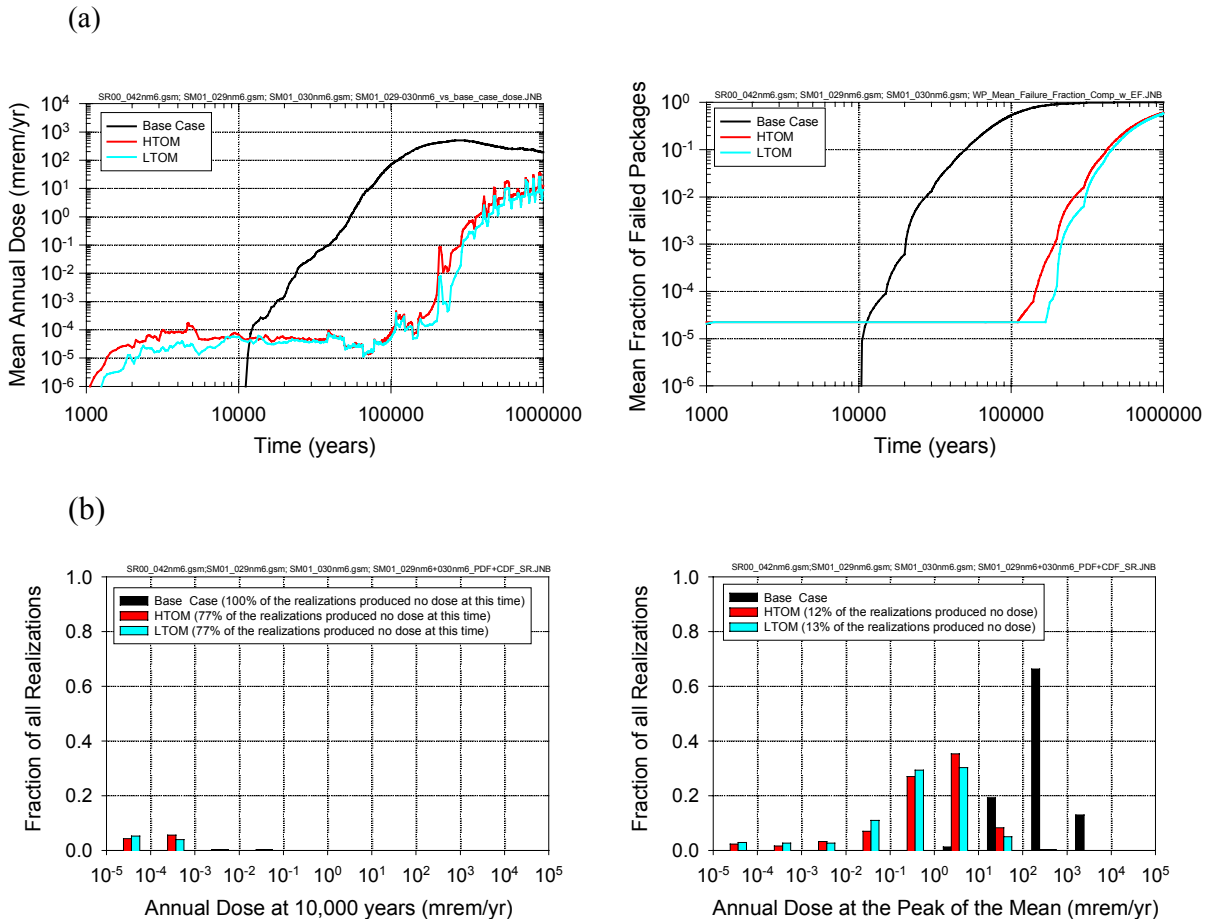 (a)
SR00_042nm6.gsm; SM01_029nm6.gsm; SM01_030nm6.gsm; SM01_029-030nm6_vs_base_case_dose.JNB
Mean Annual Dose (mrem/yr)
10^4
10^3
10^2
10^1
10^0
10^-1
10^-2
10^-3
10^-4
10^-5
10^-6
Base Case
HTOM
LTOM
1000 10000 100000 1000000
Time (years)
SR00_042nm6.gsm; SM01_029nm6.gsm; SM01_030nm6.gsm; WP_Mean_Failure_Fraction_Comp_w_EF.JNB
Mean Fraction of Failed Packages
10^0
10^-1
10^-2
10^-3
10^-4
10^-5
10^-6
Base Case
HTOM
LTOM
1000 10000 100000 1000000
Time (years)
(b)
SR00_042nm6.gsm;SM01_029nm6.gsm; SM01_030nm6.gsm; SM01_029nm6+030nm6_PDF+CDF_SR.JNB
Fraction of all Realizations
1.0
0.8
0.6
0.4
0.2
0.0
Base Case (100% of the realizations produced no dose at this time)
HTOM (77% of the realizations produced no dose at this time)
LTOM (77% of the realizations produced no dose at this time)
10^-5 10^-4 10^-3 10^-2 10^-1 10^0 10^1 10^2 10^3 10^4 10^5
Annual Dose at 10,000 years (mrem/yr)
SR00_042nm6.gsm;SM01_029nm6.gsm; SM01_030nm6.gsm; SM01_029nm6+030nm6_PDF+CDF_SR.JNB
Fraction of all Realizations
1.0
0.8
0.6
0.4
0.2
0.0
Base Case
HTOM (12% of the realizations produced no dose)
LTOM (13% of the realizations produced no dose)
10^-5 10^-4 10^-3 10^-2 10^-1 10^0 10^1 10^2 10^3 10^4 10^5
Annual Dose at the Peak of the Mean (mrem/yr)